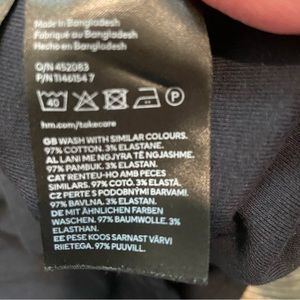 Made in Bangladesh
Fabriqué au Bangladesh
Hecho en Bangladesh
O/N 452083
P/N 1146154 7
40
P
hm.com/takecare
GB WASH WITH SIMILAR COLOURS.
97% COTTON. 3% ELASTANE.
AL LANI ME NGJYRA TË NGJASHME.
97% PAMBUK. 3% ELASTAN.
CAT RENTEU-HO AMB PECES
SIMILARS. 97% COTÓ. 3% ELASTÀ.
CZ PERTE S PODOBNÝMI BARVAMI.
97% BAVLNA. 3% ELASTAN.
DE MIT ÄHNLICHEN FARBEN
WASCHEN. 97% BAUMWOLLE. 3%
ELASTHAN.
EE PESE KOOS SARNAST VÄRVI
RIIETEGA. 97% PUUVILL.